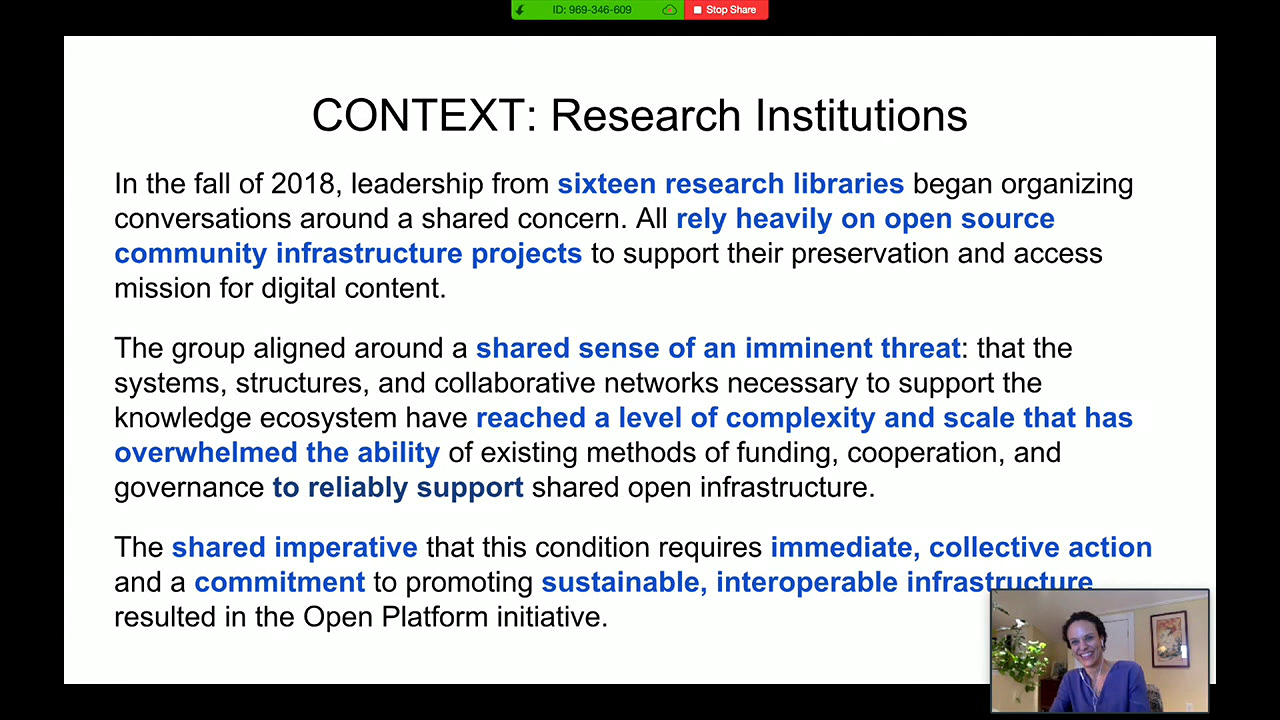 ID: 969-346-609
Stop Share
CONTEXT: Research Institutions
In the fall of 2018, leadership from sixteen research libraries began organizing
conversations around a shared concern. All rely heavily on open source
community infrastructure projects to support their preservation and access
mission for digital content.
The group aligned around a shared sense of an imminent threat: that the
systems, structures, and collaborative networks necessary to support the
knowledge ecosystem have reached a level of complexity and scale that has
overwhelmed the ability of existing methods of funding, cooperation, and
governance to reliably support shared open infrastructure.
The shared imperative that this condition requires immediate, collective action
and a commitment to promoting sustainable, interoperable infrastructure
resulted in the Open Platform initiative.